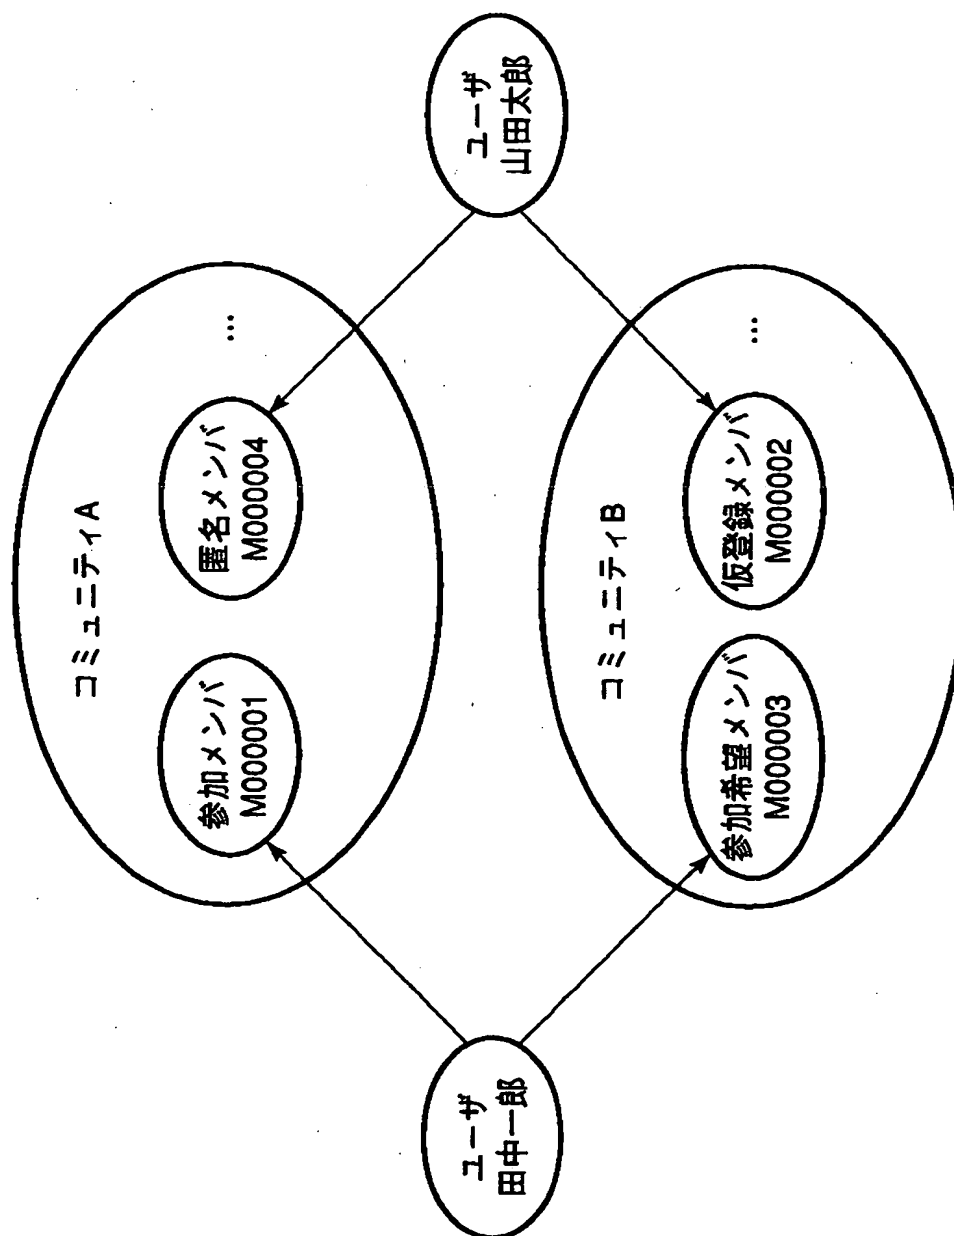 コミュニティA
参加メンバ
M000001
匿名メンバ
M000004
…
ユーザ
田中一郎
ユーザ
山田太郎
コミュニティB
参加希望メンバ
M000003
仮登録メンバ
M000002
…